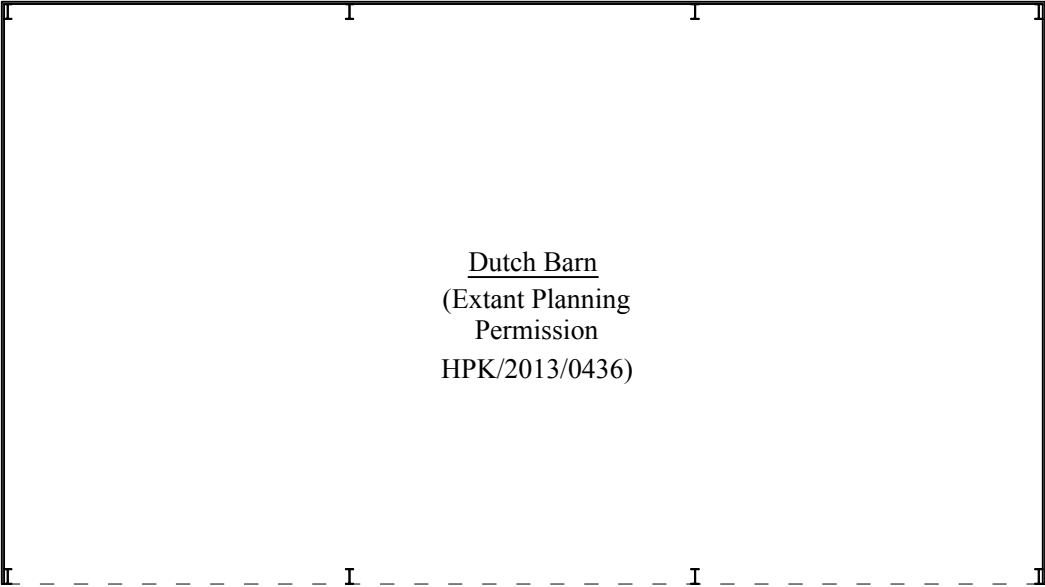 Dutch Barn
(Extant Planning
Permission
HPK/2013/0436)